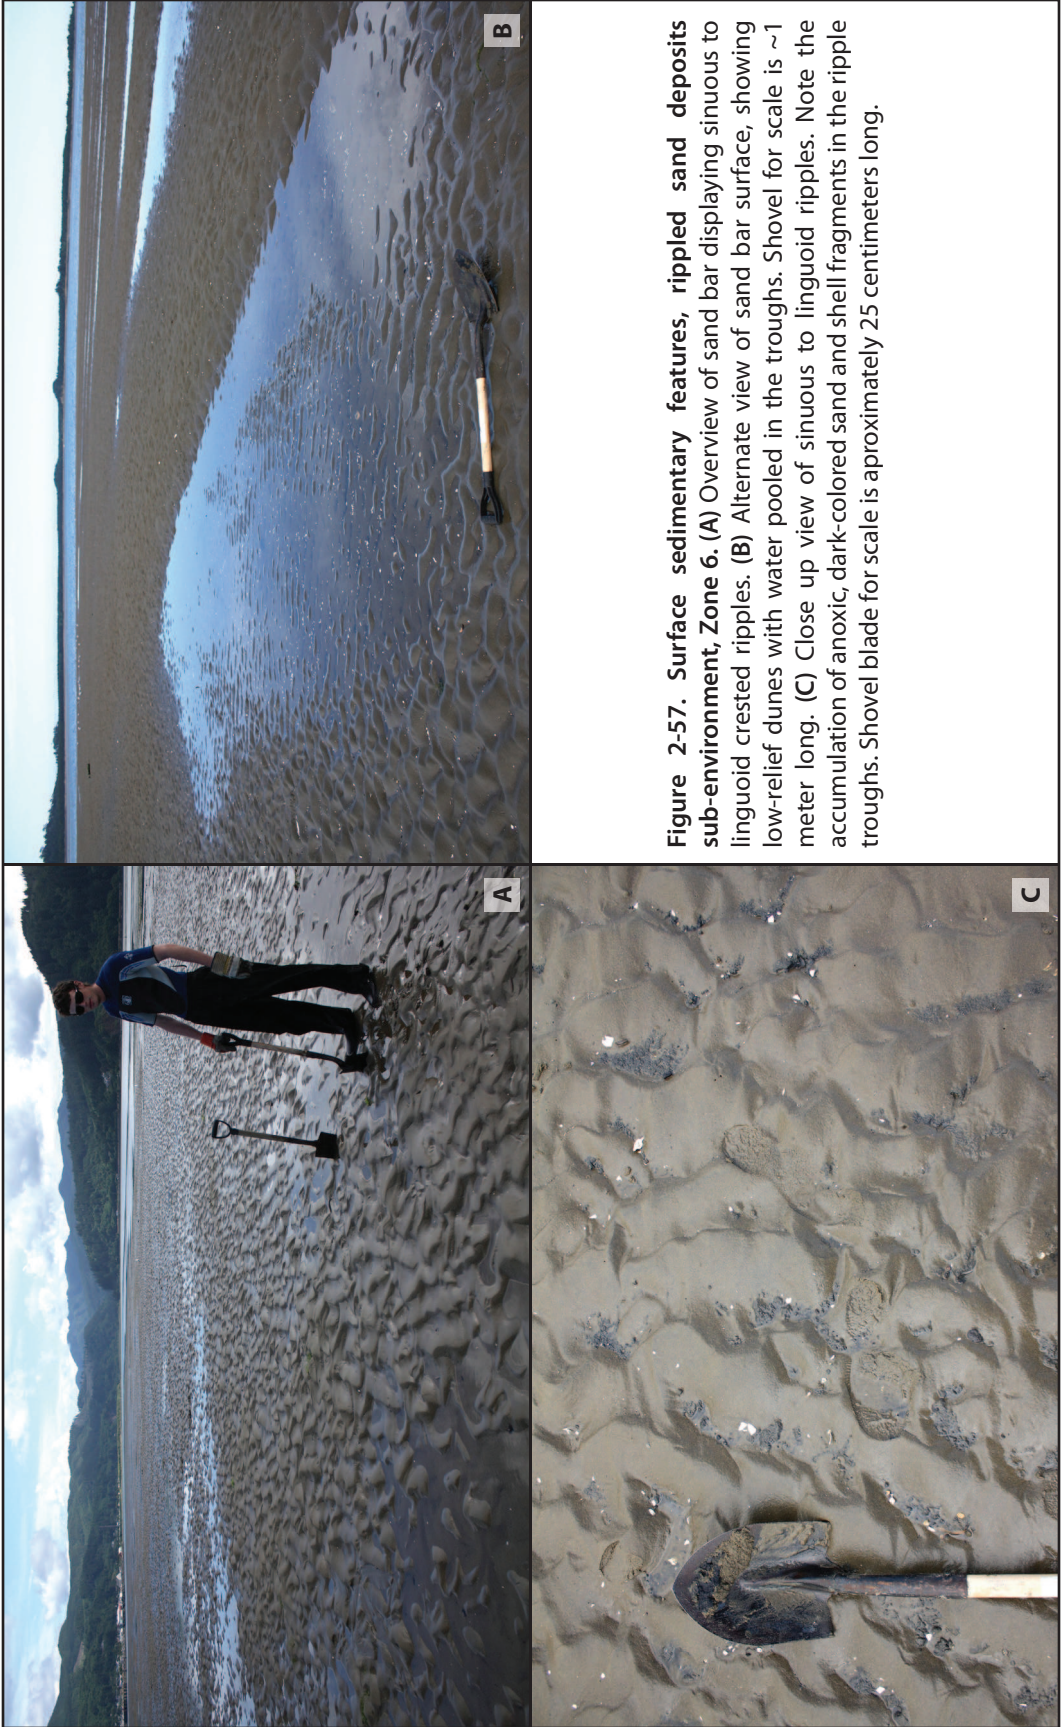 A
B
C
Figure 2-57. Surface sedimentary features, rippled sand deposits
sub-environment, Zone 6. (A) Overview of sand bar displaying sinuous to
linguoid crested ripples. (B) Alternate view of sand bar surface, showing
low-relief dunes with water pooled in the troughs. Shovel for scale is ~1
meter long. (C) Close up view of sinuous to linguoid ripples. Note the
accumulation of anoxic, dark-colored sand and shell fragments in the ripple
troughs. Shovel blade for scale is aproximately 25 centimeters long.